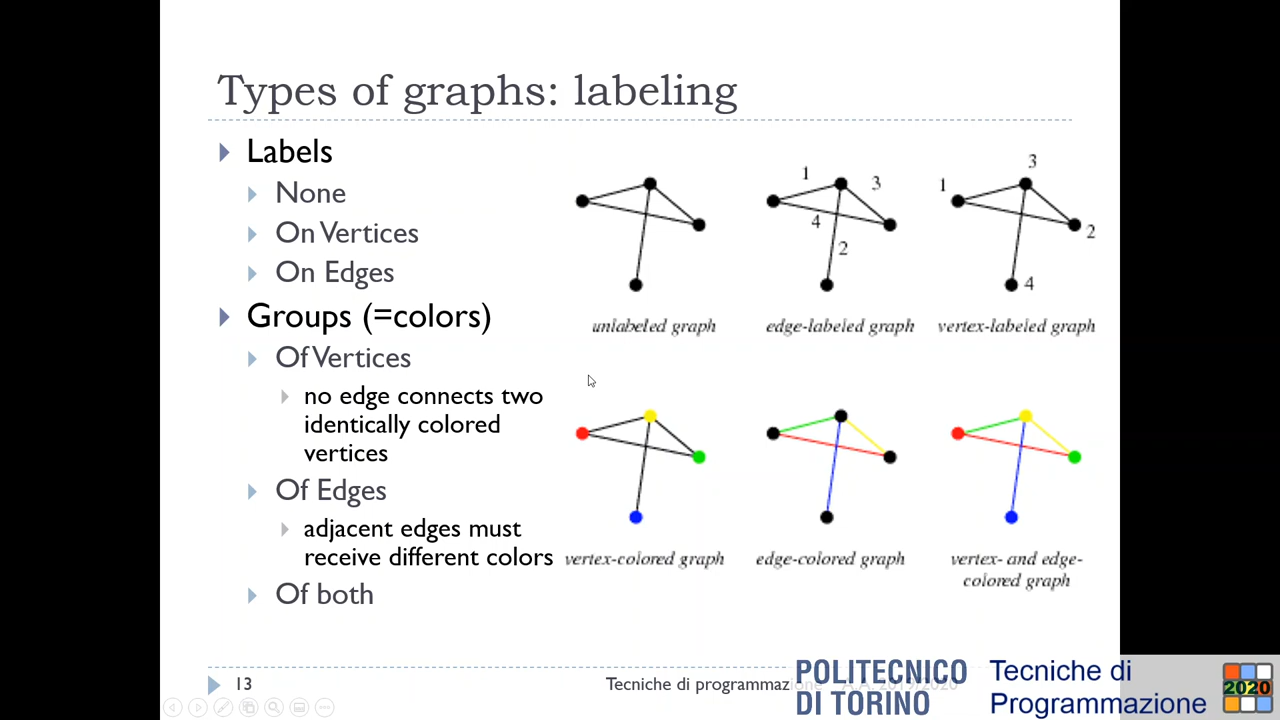 Types of graphs: labeling
Labels
None
On Vertices
On Edges
Groups (=colors)
Of Vertices
no edge connects two
identically colored
vertices
Of Edges
adjacent edges must
receive different colors
Of both
unlabeled graph
1
3
4
2
edge-labeled graph
3
1
2
4
vertex-labeled graph
vertex-colored graph
edge-colored graph
vertex- and edge-
colored graph
13
Tecniche di programmazione A.A. 2019/2020
POLITECNICO
DI TORINO
Tecniche di
Programmazione
2020